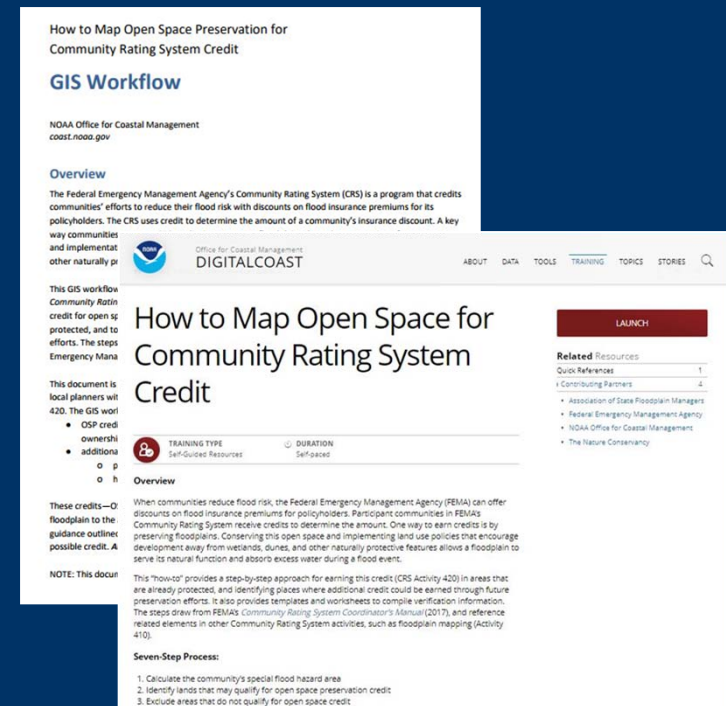 How to Map Open Space Preservation for
Community Rating System Credit
GIS Workflow
NOAA Office for Coastal Management
coast.noaa.gov
Overview
The Federal Emergency Management Agency's Community Rating System (CRS) is a program that credits
communities' efforts to reduce their flood risk with discounts on flood insurance premiums for its
policyholders. The CRS uses credit to determine the amount of a community's insurance discount. A key
way communities
and implementat
other naturally pr
This GIS workflow
Community Ratin
credit for open sp
protected, and to
efforts. The steps
Emergency Mana
This document is
local planners wit
420. The GIS worl
• OSP credi
ownershi
• additiona
o p
o h
These credits—O
floodplain to the
guidance outlined
possible credit. A
NOTE: This docun
NOAA
Office for Coastal Management
DIGITALCOAST
ABOUT DATA TOOLS TRAINING TOPICS STORIES
How to Map Open Space for
Community Rating System
Credit
TRAINING TYPE
Self-Guided Resources
DURATION
Self-paced
Overview
When communities reduce flood risk, the Federal Emergency Management Agency (FEMA) can offer
discounts on flood insurance premiums for policyholders. Participant communities in FEMA's
Community Rating System receive credits to determine the amount. One way to earn credits is by
preserving floodplains. Conserving this open space and implementing land use policies that encourage
development away from wetlands, dunes, and other naturally protective features allows a floodplain to
serve its natural function and absorb excess water during a flood event.
This "how-to" provides a step-by-step approach for earning this credit (CRS Activity 420) in areas that
are already protected, and identifying places where additional credit could be earned through future
preservation efforts. It also provides templates and worksheets to compile verification information.
The steps draw from FEMA's Community Rating System Coordinator's Manual (2017), and reference
related elements in other Community Rating System activities, such as floodplain mapping (Activity
410).
Seven-Step Process:
1. Calculate the community's special flood hazard area
2. Identify lands that may qualify for open space preservation credit
3. Exclude areas that do not qualify for open space credit
LAUNCH
Related Resources
Quick References 1
Contributing Partners 4
• Association of State Floodplain Managers
• Federal Emergency Management Agency
• NOAA Office for Coastal Management
• The Nature Conservancy